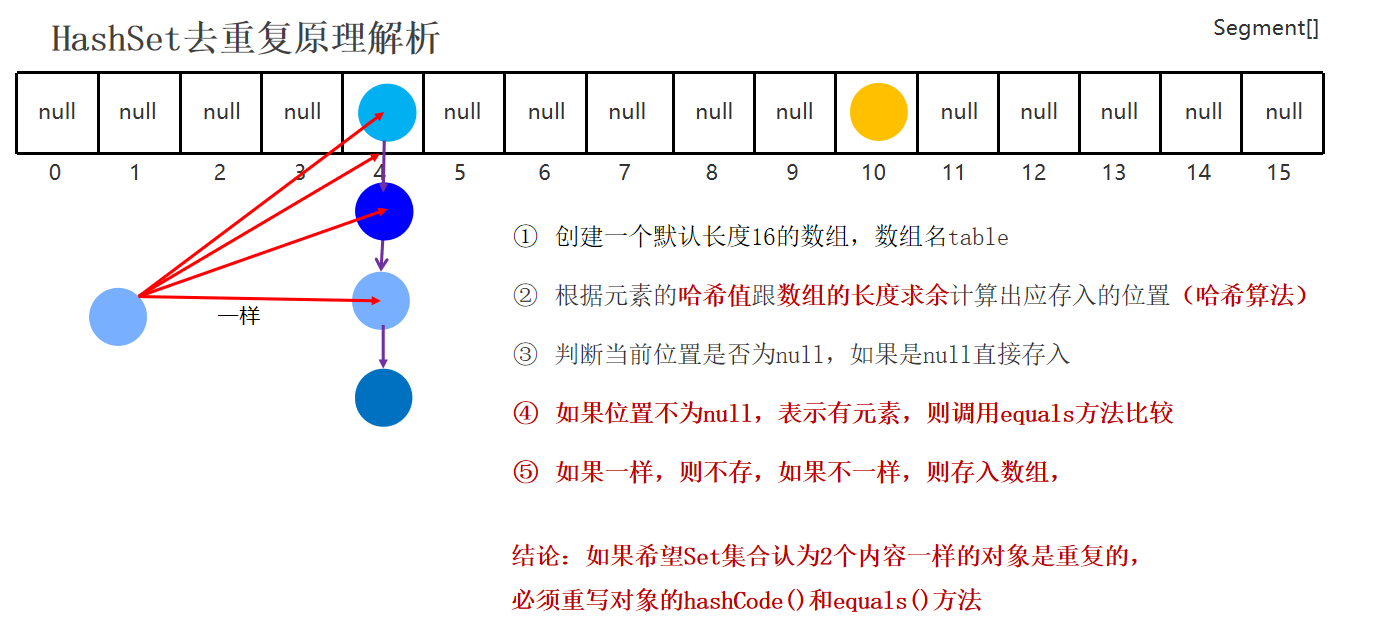 HashSet去重复原理解析
Segment[]
null null null null null null null null null null null null null null
0 1 2 3 4 5 6 7 8 9 10 11 12 13 14 15
① 创建一个默认长度16的数组，数组名table
② 根据元素的哈希值跟数组的长度求余计算出应存入的位置（哈希算法）
一样
③ 判断当前位置是否为null，如果是null直接存入
④ 如果位置不为null，表示有元素，则调用equals方法比较
⑤ 如果一样，则不存，如果不一样，则存入数组，
结论：如果希望Set集合认为2个内容一样的对象是重复的，
必须重写对象的hashCode()和equals()方法